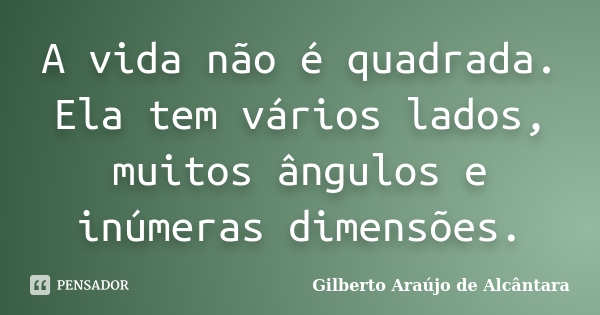 A vida não é quadrada.
Ela tem vários lados,
muitos ângulos e
inúmeras dimensões.
PENSADOR
Gilberto Araújo de Alcântara